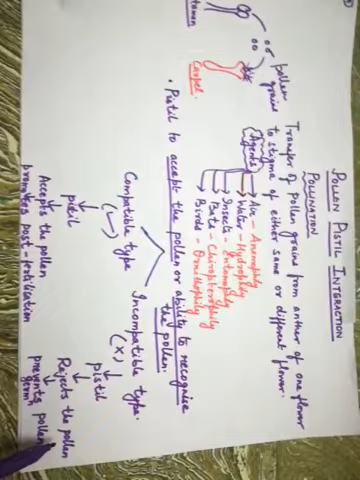 POLLEN PISTIL INTERACTION
POLLINATION
Transfer of pollen grains from anther of one flower
to stigma of either same or different flower.
pollen
grains
Stamen
Carpel.
Agents
Air - Anemophily
Water - Hydrophily
Insects - Entomophily
Bats - Chiropterophily
Birds - Ornithophily
• Pistil to accept the pollen or ability to recognise
the pollen.
Compatible type
(✓)
pistil
Accepts the pollen
promotes post-fertilization
Incompatible type.
(X)
pistil
Rejects the pollen
prevents pollen
germⁿ